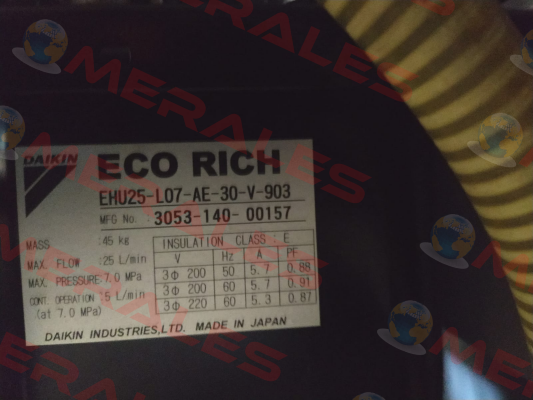 MERALES
DAIKIN ECO RICH
EHU25-L07-AE-30-V-903
MFG No. 3053-140-00157
MASS :45 kg
MAX. FLOW :25 L/min
MAX. PRESSURE:7.0 MPa
CONT. OPERATION :5 L/min
(at 7.0 MPa)
INSULATION CLASS : E
V Hz A PF
3Φ 200 50 5.7 0.88
3Φ 200 60 5.7 0.91
3Φ 220 60 5.3 0.87
DAIKIN INDUSTRIES,LTD. MADE IN JAPAN
MERALES
MERALES